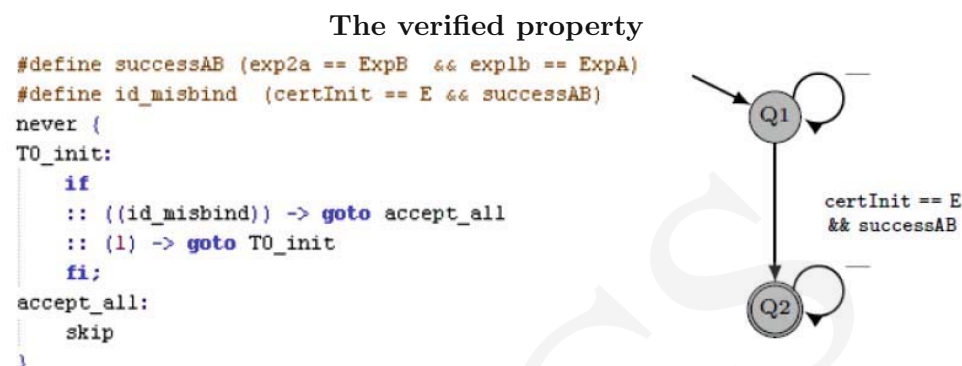 The verified property
#define successAB (exp2a == ExpB && exp1b == ExpA)
#define id_misbind (certInit == E && successAB)
never {
T0_init:
if
:: ((id_misbind)) -> goto accept_all
:: (1) -> goto T0_init
fi;
accept_all:
skip
}
Q1
certInit == E
&& successAB
Q2